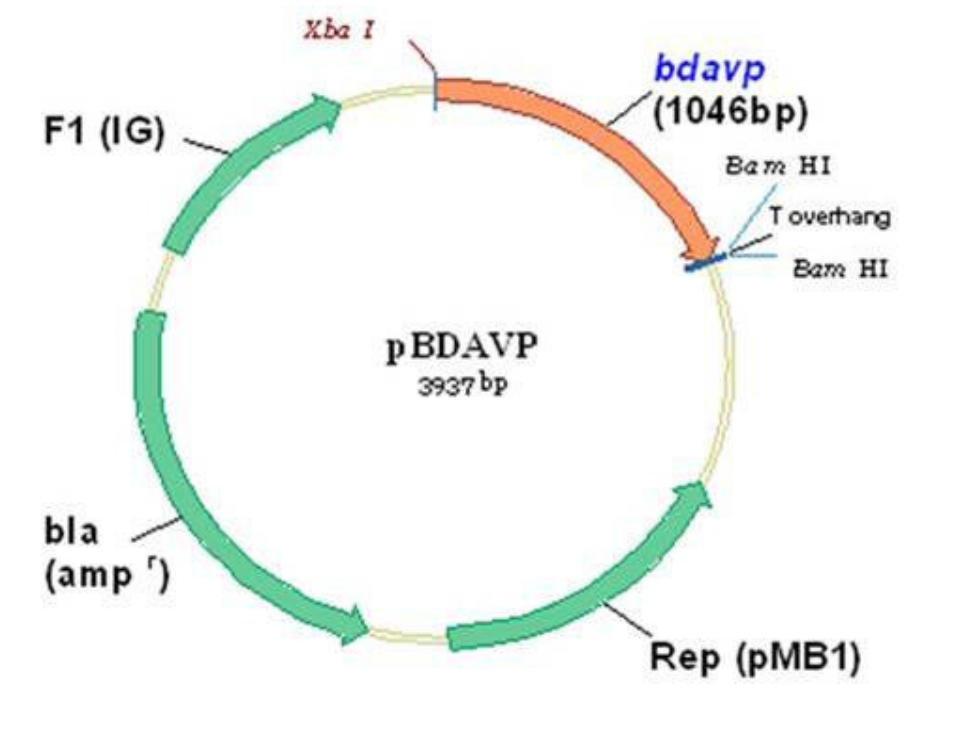 Xba I
bdavp
(1046bp)
F1 (IG)
Bam HI
T overhang
Bam HI
pBDAVP
3937bp
bla
(amp r)
Rep (pMB1)